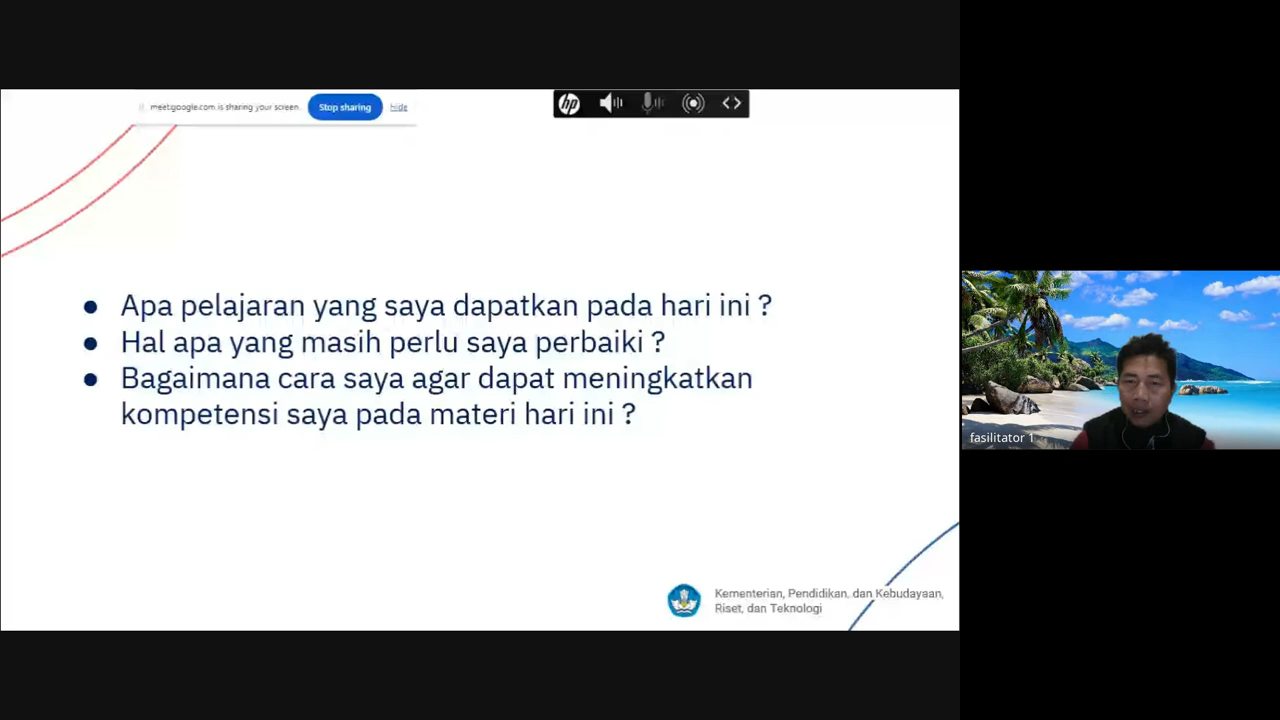 meet.google.com is sharing your screen.
Stop sharing
Hide
hp
● Apa pelajaran yang saya dapatkan pada hari ini ?
● Hal apa yang masih perlu saya perbaiki ?
● Bagaimana cara saya agar dapat meningkatkan
kompetensi saya pada materi hari ini ?
fasilitator 1
Kementerian, Pendidikan, dan Kebudayaan,
Riset, dan Teknologi